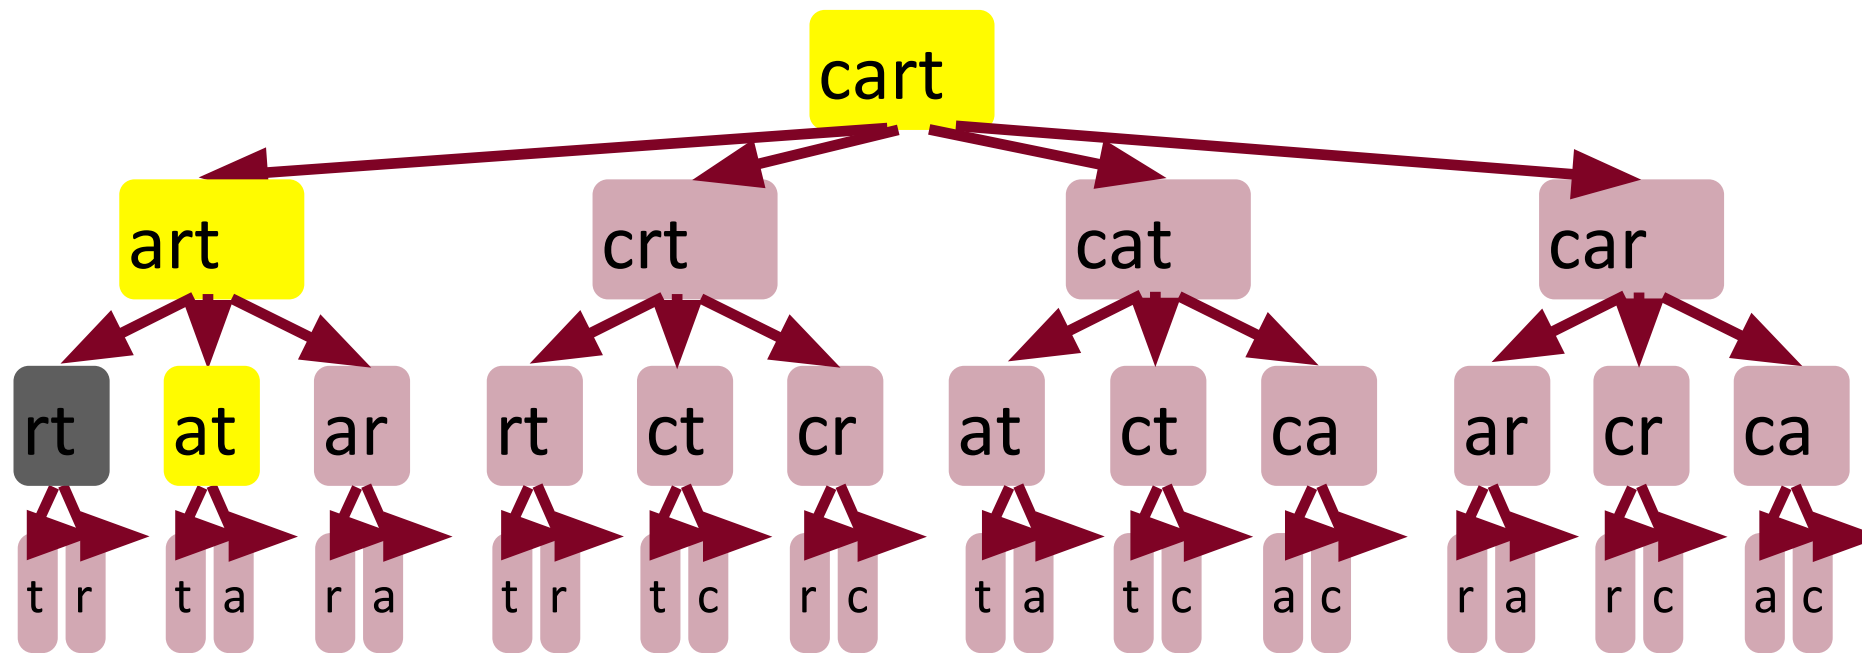 cart
art crt cat car
rt at ar rt ct cr at ct ca ar cr ca
t r t a r a t r t c r c t a t c a c r a r c a c